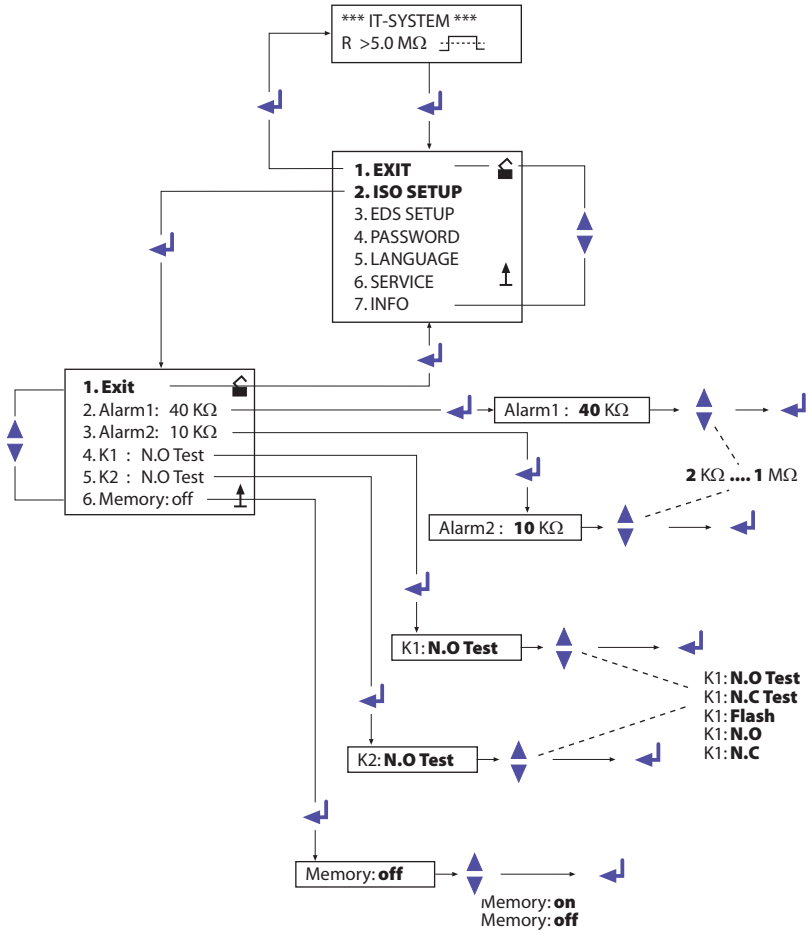 *** IT-SYSTEM ***
R >5.0 MΩ
1. EXIT
2. ISO SETUP
3. EDS SETUP
4. PASSWORD
5. LANGUAGE
6. SERVICE
7. INFO
1. Exit
2. Alarm1: 40 KΩ
3. Alarm2: 10 KΩ
4. K1 : N.O Test
5. K2 : N.O Test
6. Memory: off
Alarm1 : 40 KΩ
2 KΩ .... 1 MΩ
Alarm2 : 10 KΩ
K1: N.O Test
K1: N.O Test
K1: N.C Test
K1: Flash
K1: N.O
K1: N.C
K2: N.O Test
Memory: off
Memory: on
Memory: off